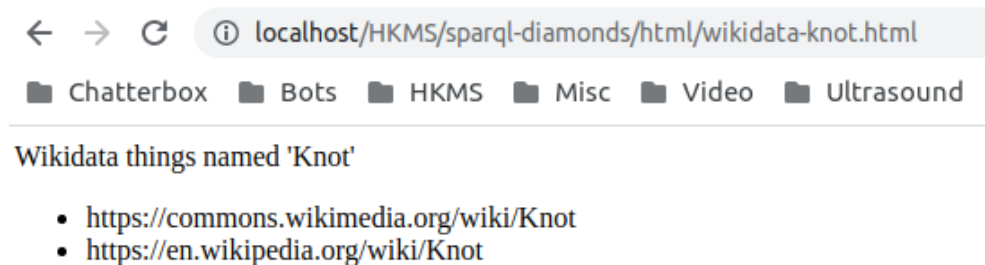 localhost/HKMS/sparql-diamonds/html/wikidata-knot.html
Chatterbox Bots HKMS Misc Video Ultrasound
Wikidata things named 'Knot'
• https://commons.wikimedia.org/wiki/Knot
• https://en.wikipedia.org/wiki/Knot